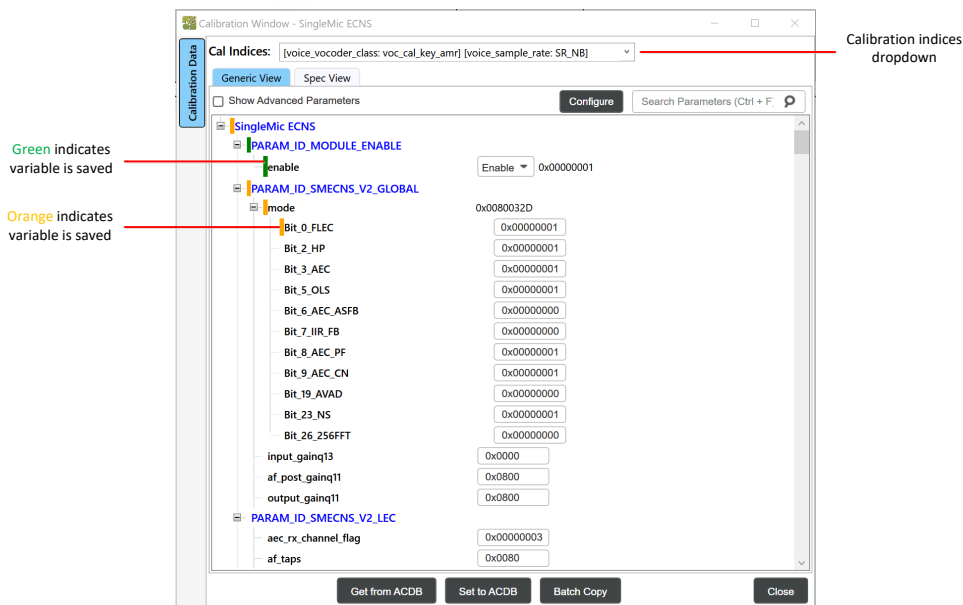 Calibration Window - SingleMic ECNS
Calibration Data
Cal Indices: [voice_vocoder_class: voc_cal_key_amr] [voice_sample_rate: SR_NB]
Calibration indices
dropdown
Generic View Spec View
Show Advanced Parameters Configure Search Parameters (Ctrl + F)
SingleMic ECNS
PARAM_ID_MODULE_ENABLE
Green indicates
variable is saved
enable Enable 0x00000001
PARAM_ID_SMECNS_V2_GLOBAL
mode 0x0080032D
Orange indicates
variable is saved
Bit_0_FLEC 0x00000001
Bit_2_HP 0x00000001
Bit_3_AEC 0x00000001
Bit_5_OLS 0x00000001
Bit_6_AEC_ASFB 0x00000000
Bit_7_IIR_FB 0x00000000
Bit_8_AEC_PF 0x00000001
Bit_9_AEC_CN 0x00000001
Bit_19_AVAD 0x00000000
Bit_23_NS 0x00000001
Bit_26_256FFT 0x00000000
input_gainq13 0x0000
af_post_gainq11 0x0800
output_gainq11 0x0800
PARAM_ID_SMECNS_V2_LEC
aec_rx_channel_flag 0x00000003
af_taps 0x0080
Get from ACDB Set to ACDB Batch Copy Close